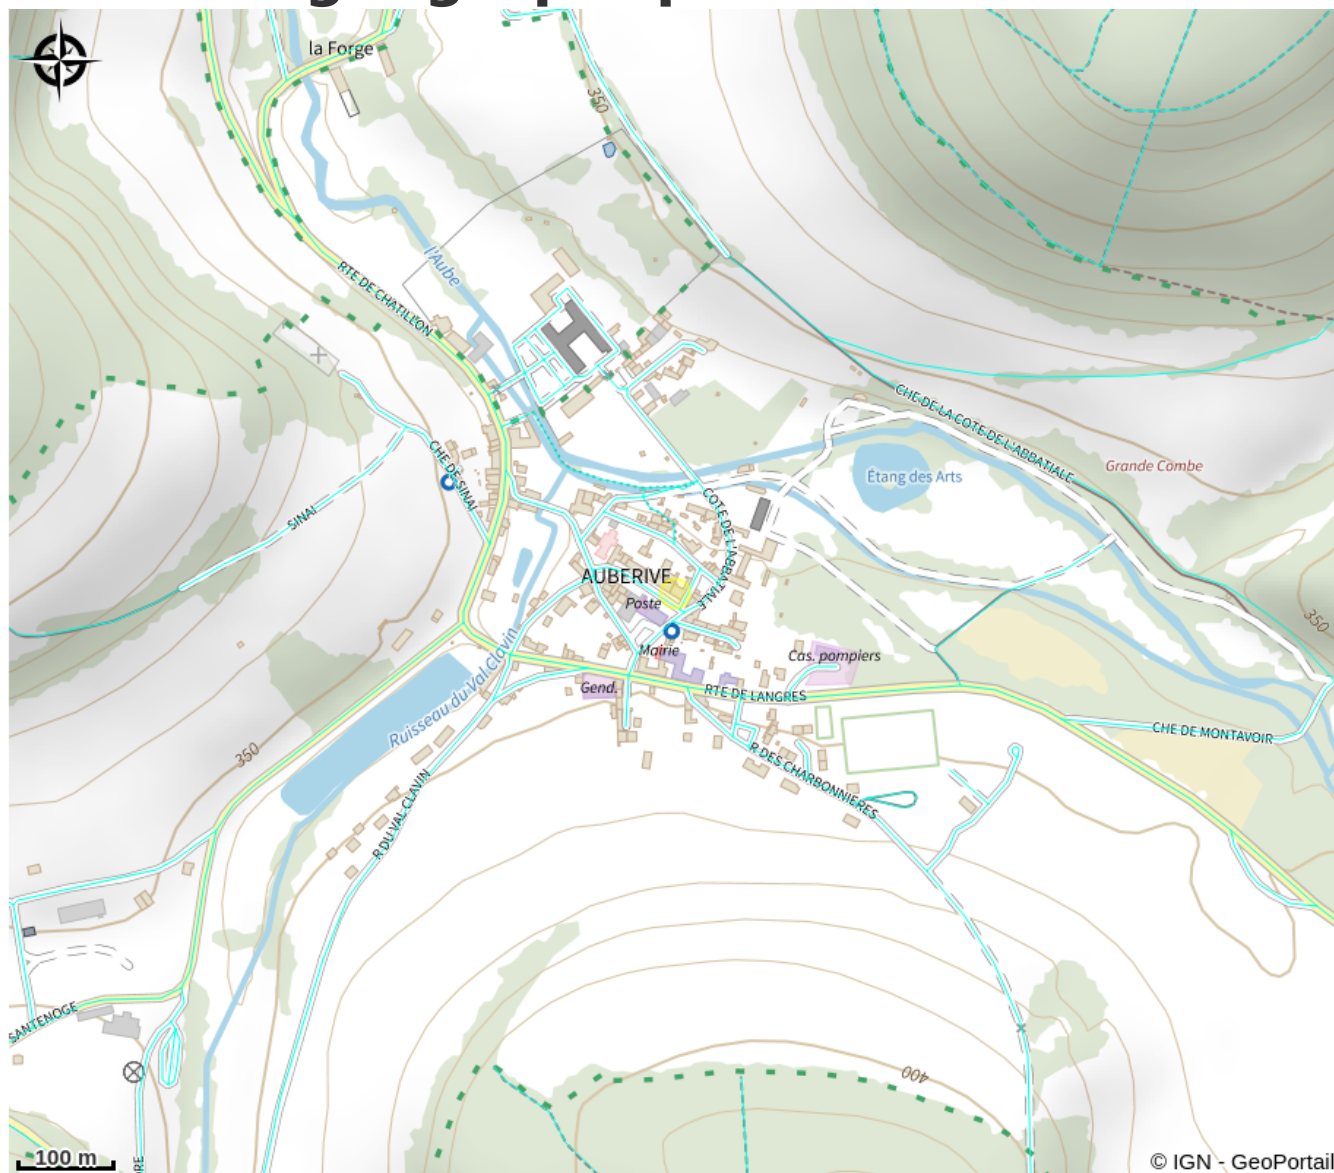 la Forge
350
l'Aube
RTE DE CHATILLON
CHE DE LA COTE DE L'ABBATIALE
Grande Combe
Étang des Arts
CHE DE SINAI
SINAI
COTE DE L'ABBATIALE
AUBERIVE
Poste
350
Mairie
Cas. pompiers
Ruisseau du Val Clavin
Gend.
RTE DE LANGRES
CHE DE MONTAVOIR
350
R DES CHARBONNIERES
R DU VAL CLAVIN
SANTENOGE
400
100 m
© IGN - GeoPortail